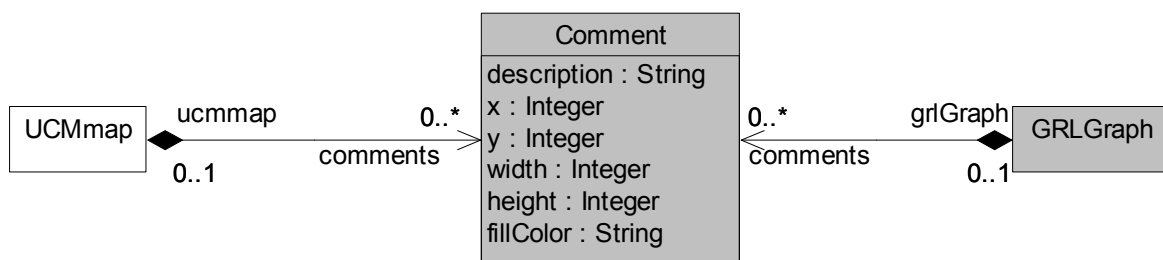 Comment
description : String
x : Integer
y : Integer
width : Integer
height : Integer
fillColor : String
UCMmap
ucmmap
0..1
0..*
comments
0..*
comments
grlGraph
0..1
GRLGraph